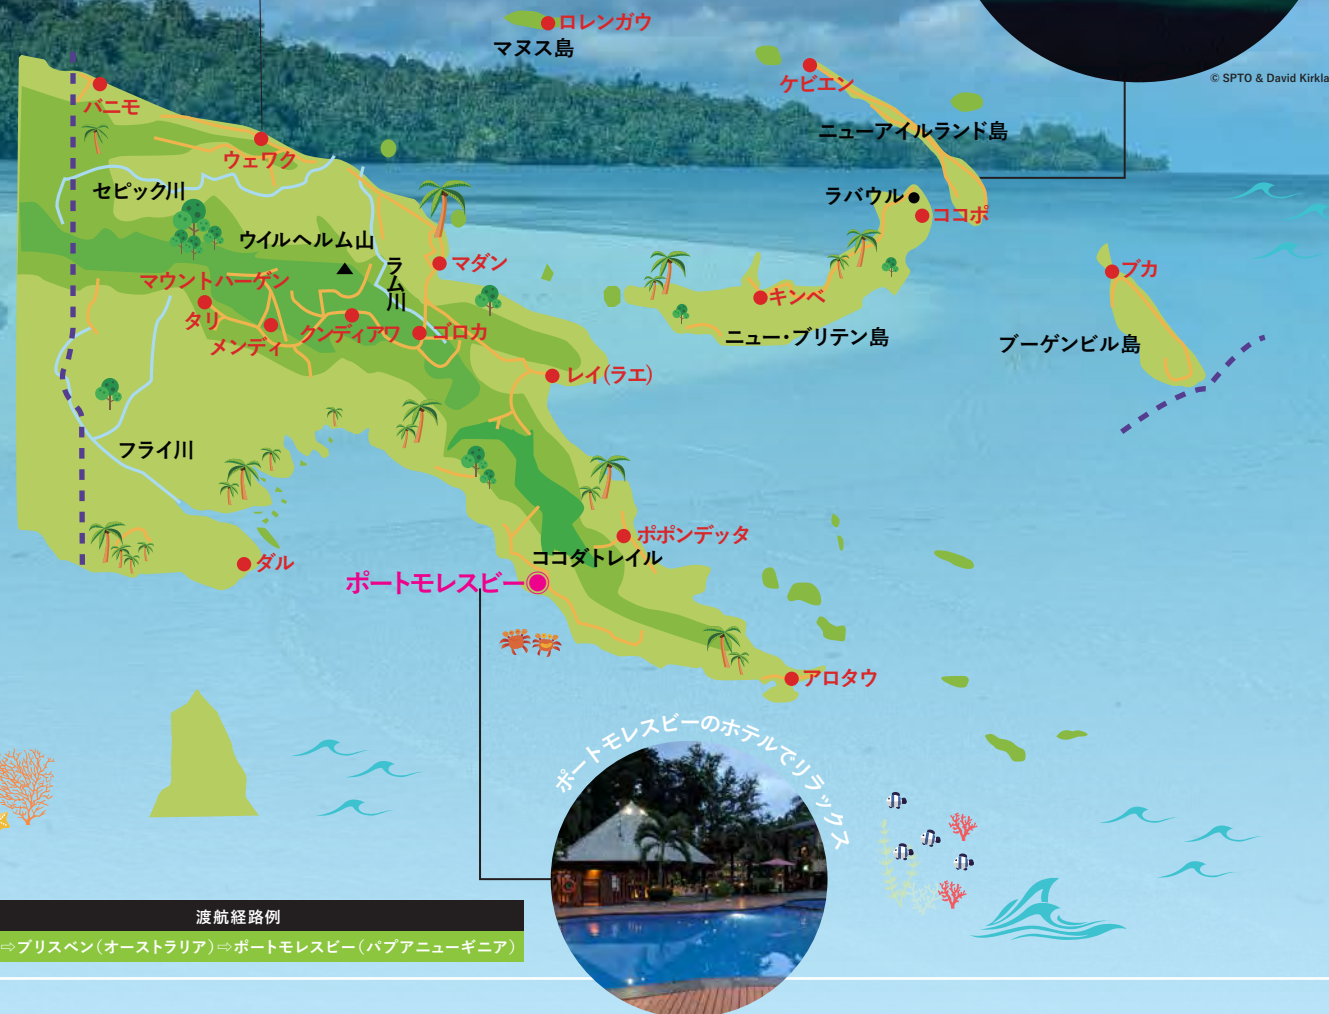 ロレンガウ
マヌス島
© SPTO & David Kirkla
ケビエン
バニモ
ニューアイルランド島
ウェワク
セピック川
ラバウル
ココポ
ウイルヘルム山
ラム川
マダン
ブカ
マウントハーゲン
キンベ
タリ
メンディ
クンディアワ
ゴロカ
ニュー・ブリテン島
ブーゲンビル島
レイ(ラエ)
フライ川
ポポンデッタ
ココダトレイル
ダル
ポートモレスビー
アロタウ
ポートモレスビーのホテルでリラックス
渡航経路例
⇨ブリスベン(オーストラリア)⇨ポートモレスビー(パプアニューギニア)